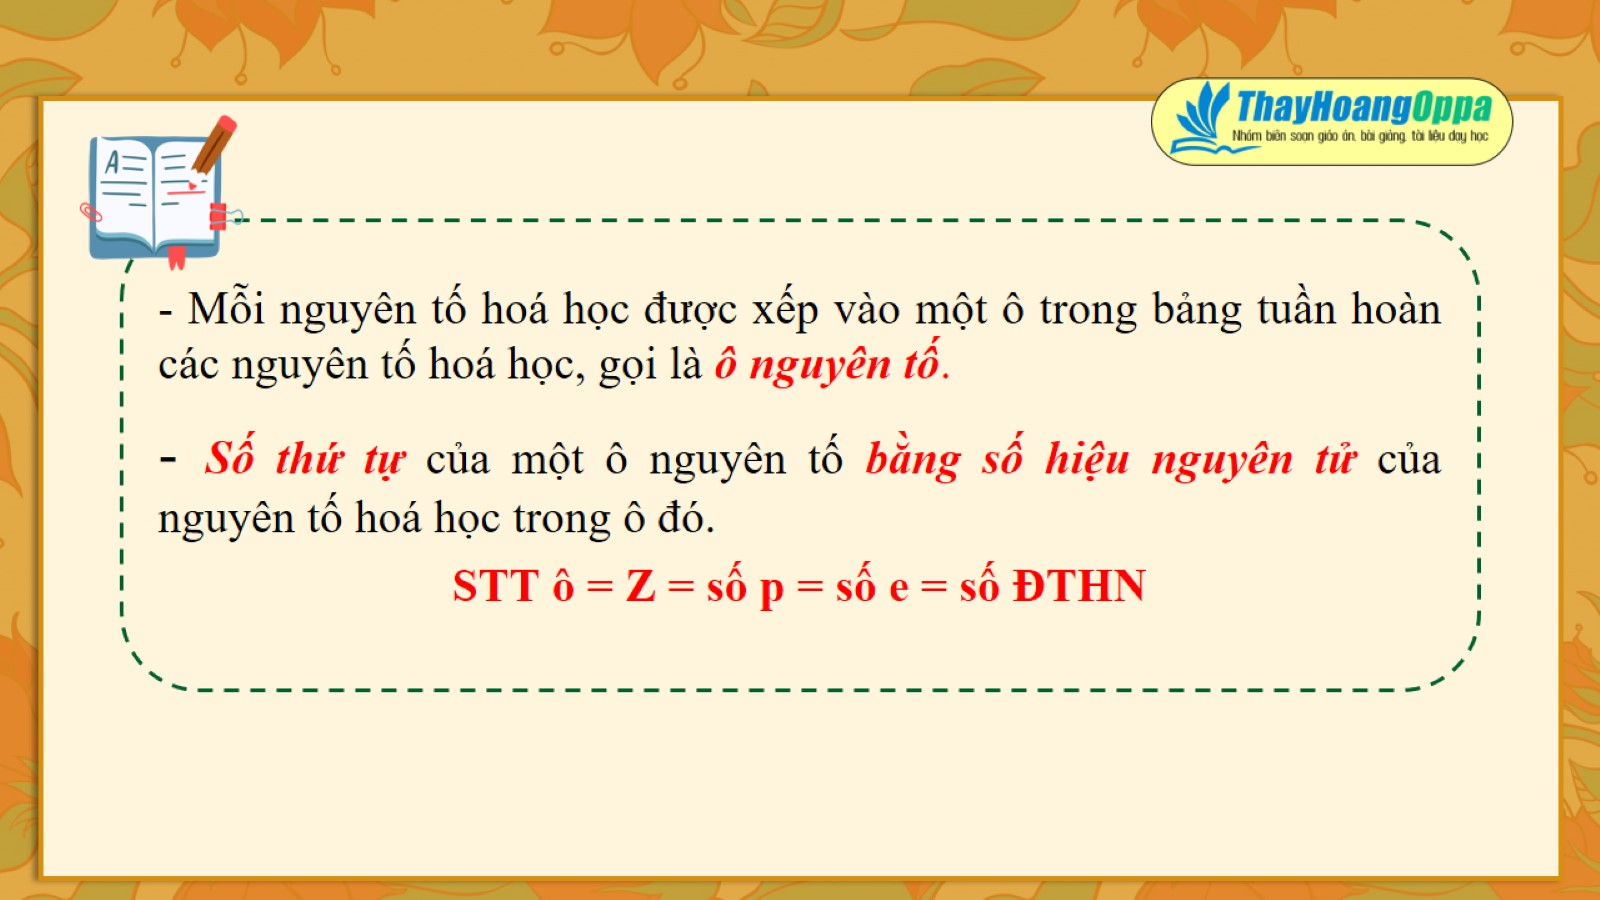 ThayHoangOppa
Nhóm biên soạn giáo án, bài giảng, tài liệu dạy học
A
- Mỗi nguyên tố hoá học được xếp vào một ô trong bảng tuần hoàn
các nguyên tố hoá học, gọi là ô nguyên tố.
- Số thứ tự của một ô nguyên tố bằng số hiệu nguyên tử của
nguyên tố hoá học trong ô đó.
STT ô = Z = số p = số e = số ĐTHN